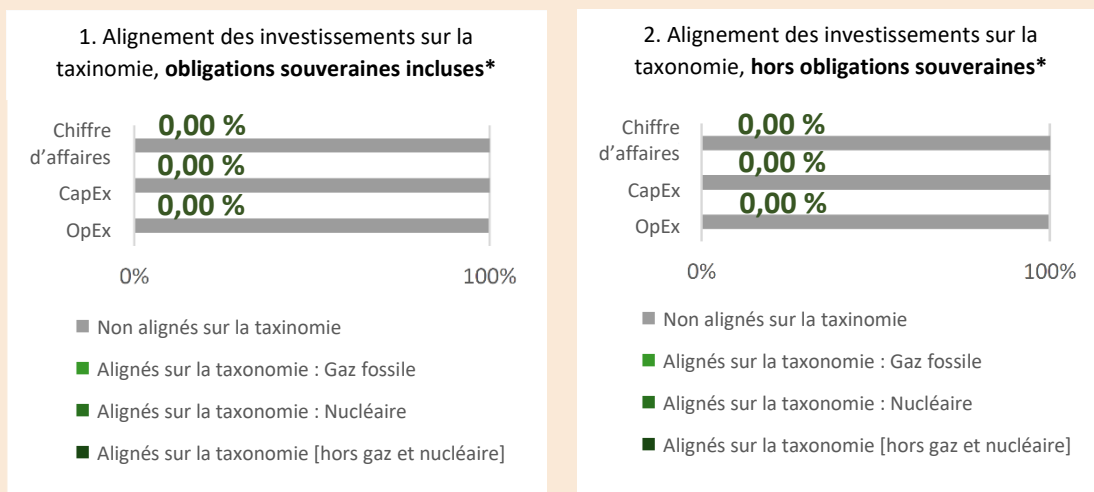 1. Alignement des investissements sur la
taxinomie, obligations souveraines incluses*
Chiffre
d’affaires
CapEx
OpEx
0,00 %
0,00 %
0,00 %
0%
100%
Non alignés sur la taxinomie
Alignés sur la taxonomie : Gaz fossile
Alignés sur la taxonomie : Nucléaire
Alignés sur la taxonomie [hors gaz et nucléaire]
2. Alignement des investissements sur la
taxonomie, hors obligations souveraines*
Chiffre
d’affaires
CapEx
OpEx
0,00 %
0,00 %
0,00 %
0%
100%
Non alignés sur la taxinomie
Alignés sur la taxonomie : Gaz fossile
Alignés sur la taxonomie : Nucléaire
Alignés sur la taxonomie [hors gaz et nucléaire]